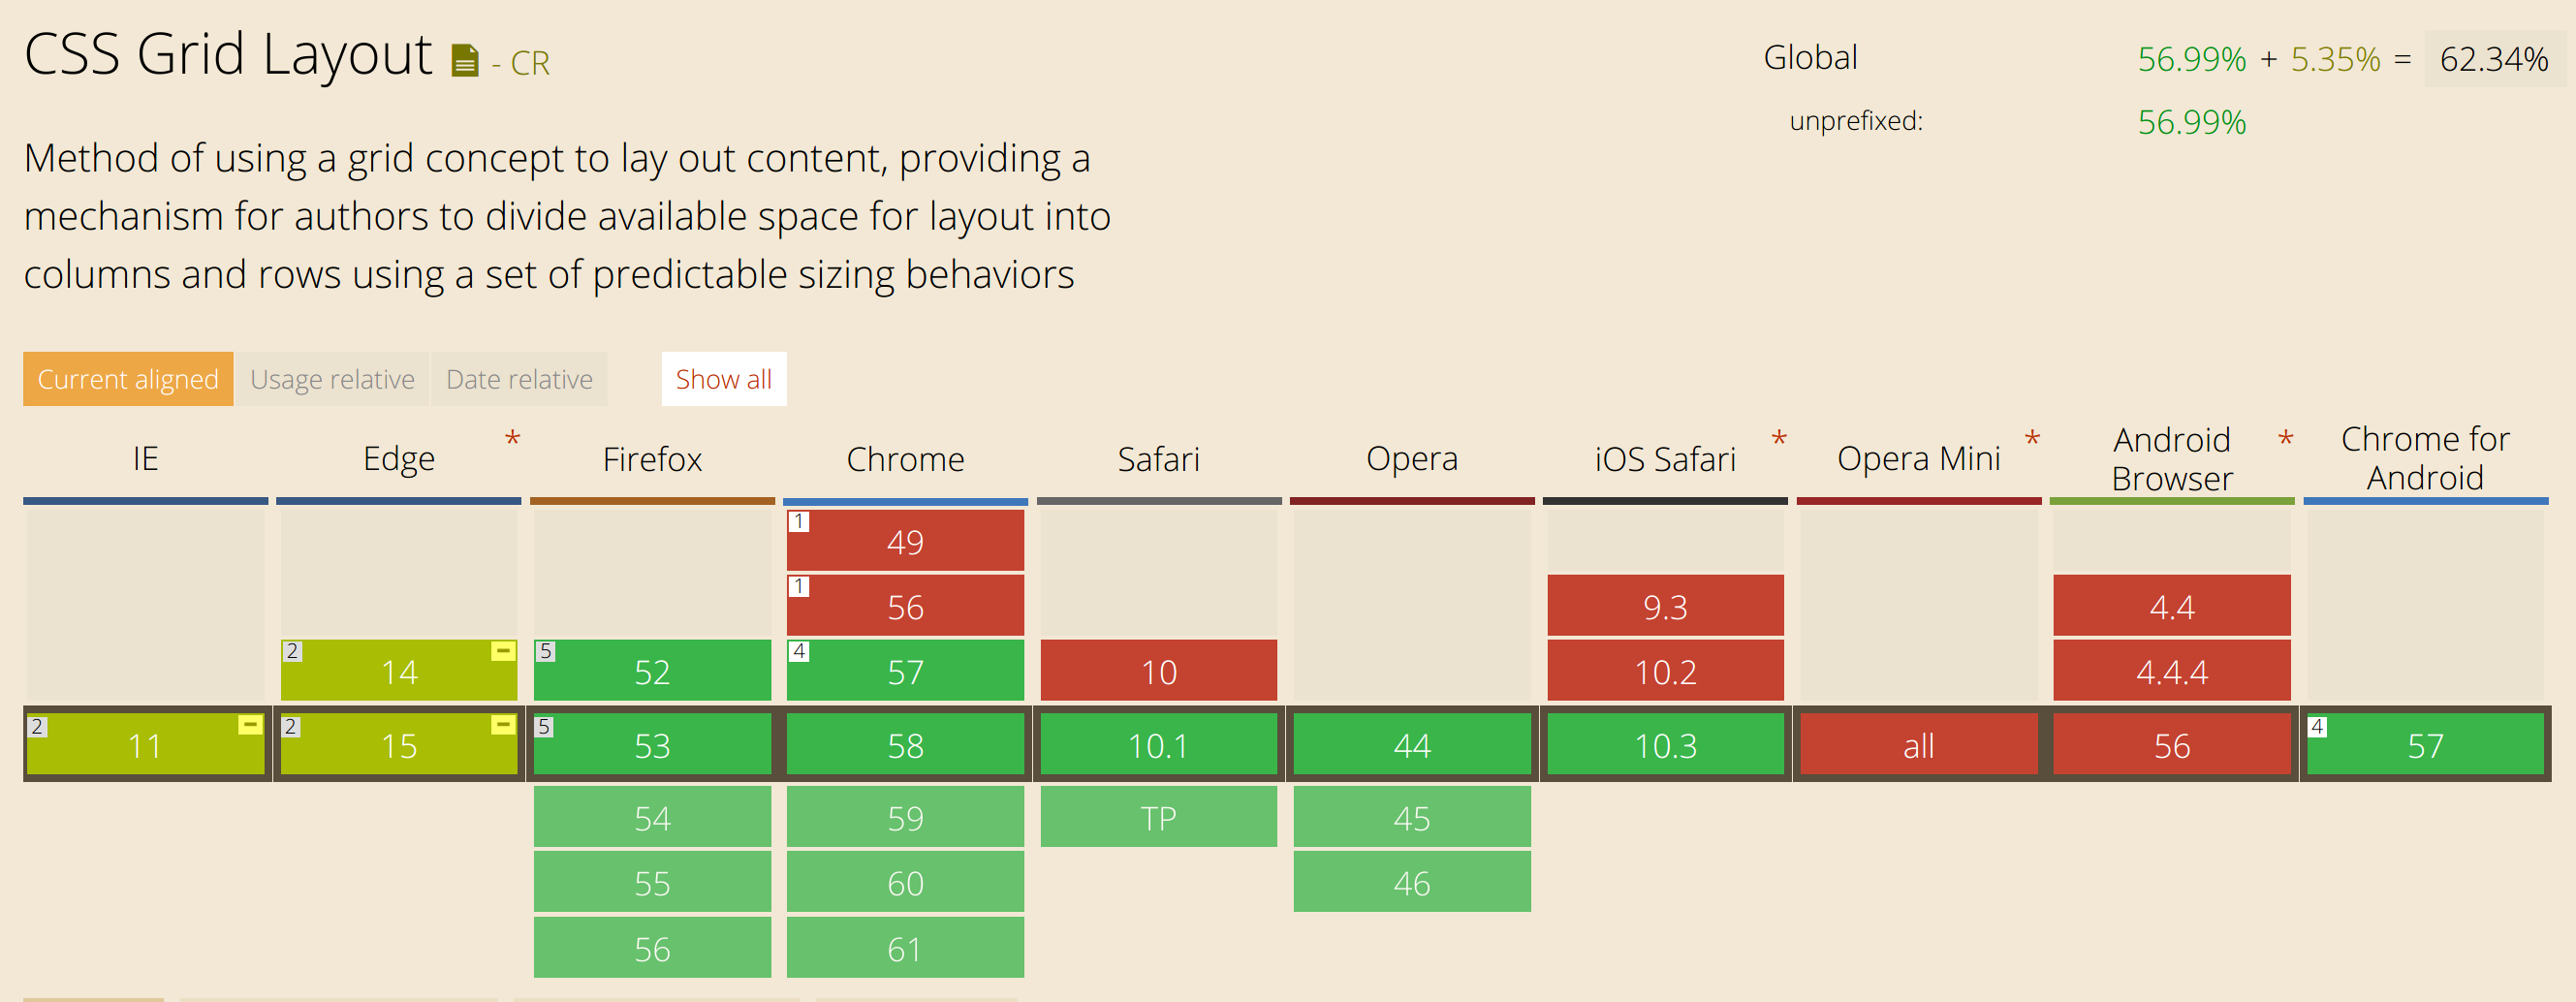 CSS Grid Layout - CR
Global 56.99% + 5.35% = 62.34%
unprefixed: 56.99%
Method of using a grid concept to lay out content, providing a
mechanism for authors to divide available space for layout into
columns and rows using a set of predictable sizing behaviors
Current aligned Usage relative Date relative Show all
IE Edge * Firefox Chrome Safari Opera iOS Safari * Opera Mini * Android Browser * Chrome for Android
1 49
1 56 9.3 4.4
2 14 - 5 52 4 57 10 10.2 4.4.4
2 11 - 2 15 - 5 53 58 10.1 44 10.3 all 56 4 57
54 59 TP 45
55 60 46
56 61